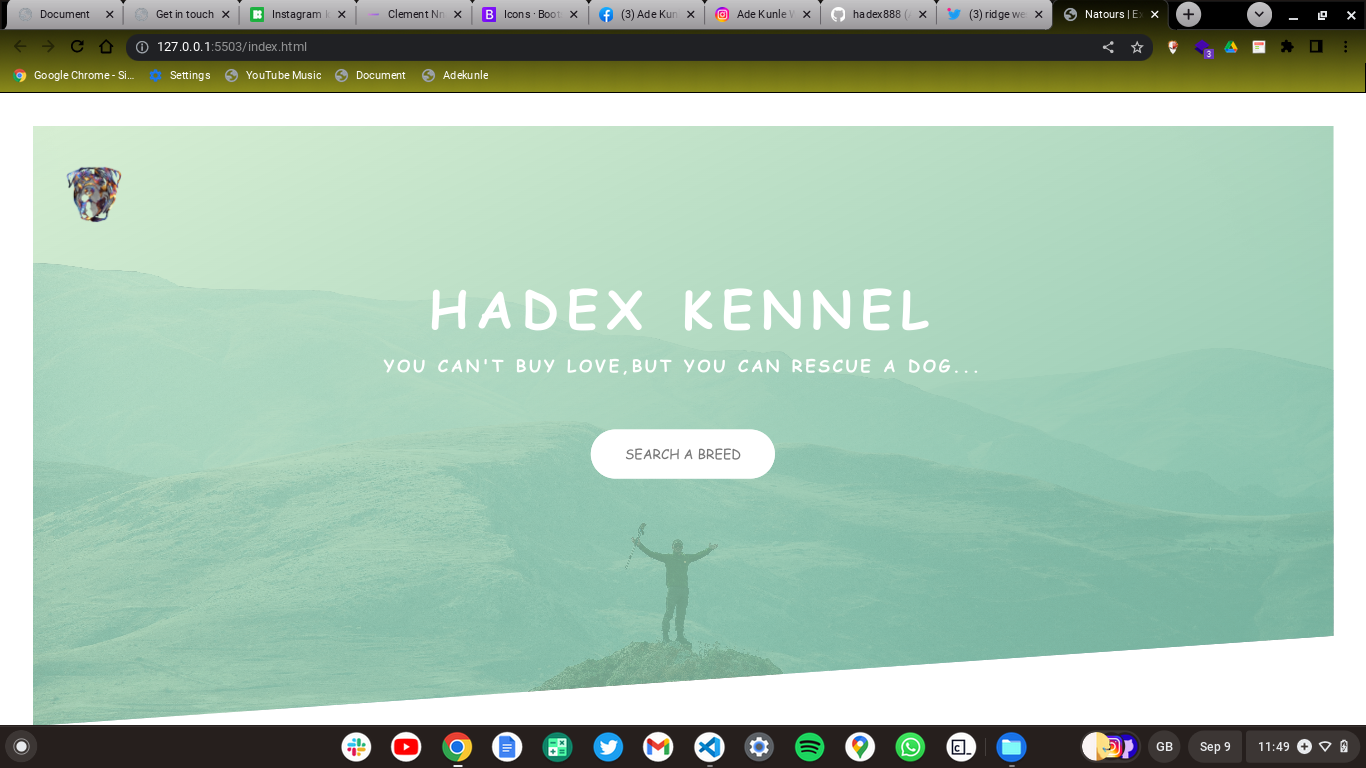 Document
Get in touch
Instagram
Clement
Icons · Boot
(3) Ade Kun
Ade Kunle W
hadex888 (
(3) ridge we
Natours | Ex
127.0.0.1:5503/index.html
3
Google Chrome - Si...
Settings
YouTube Music
Document
Adekunle
HADEX KENNEL
YOU CAN'T BUY LOVE,BUT YOU CAN RESCUE A DOG...
SEARCH A BREED
GB
Sep 9
11:49